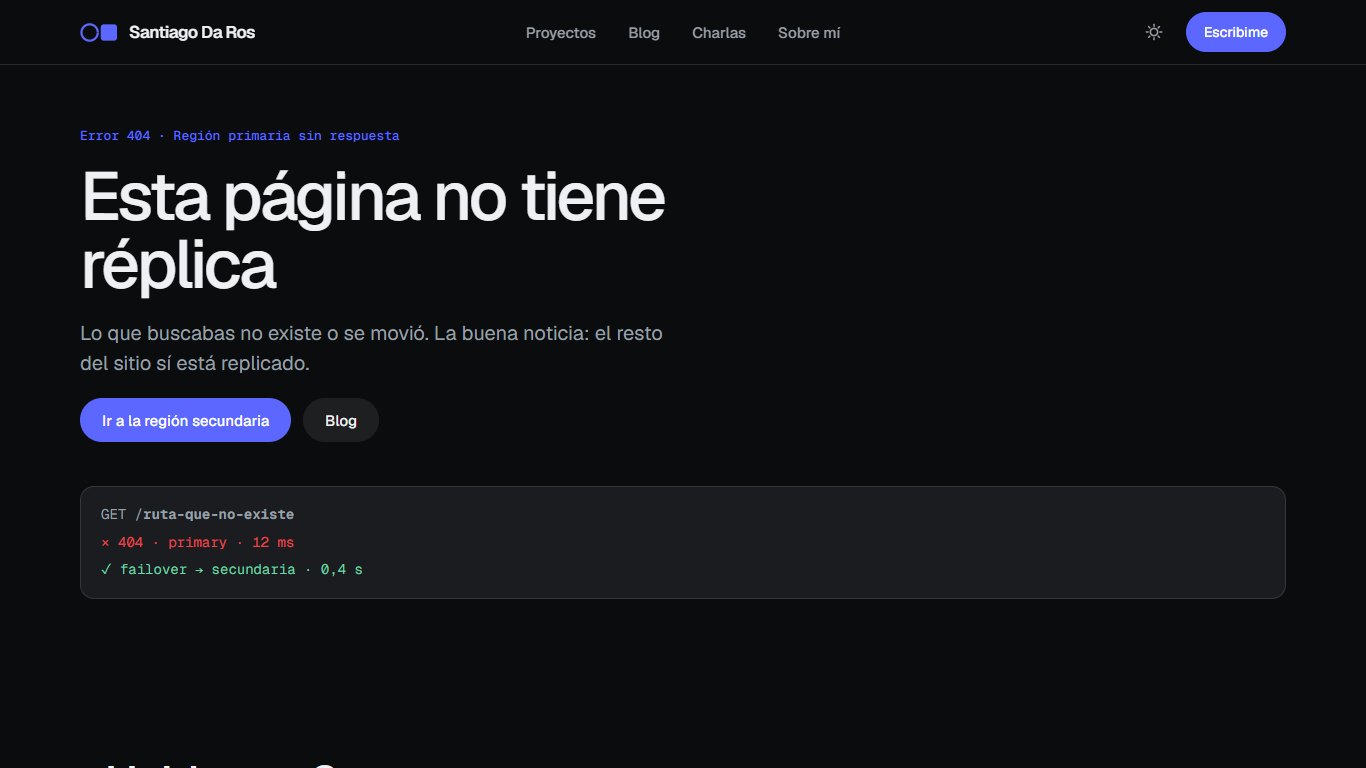 Santiago Da Ros
Proyectos
Blog
Charlas
Sobre mí
Escribime
Error 404 · Región primaria sin respuesta
Esta página no tiene
réplica
Lo que buscabas no existe o se movió. La buena noticia: el resto
del sitio sí está replicado.
Ir a la región secundaria
Blog
GET /ruta-que-no-existe
× 404 · primary · 12 ms
✓ failover → secundaria · 0,4 s